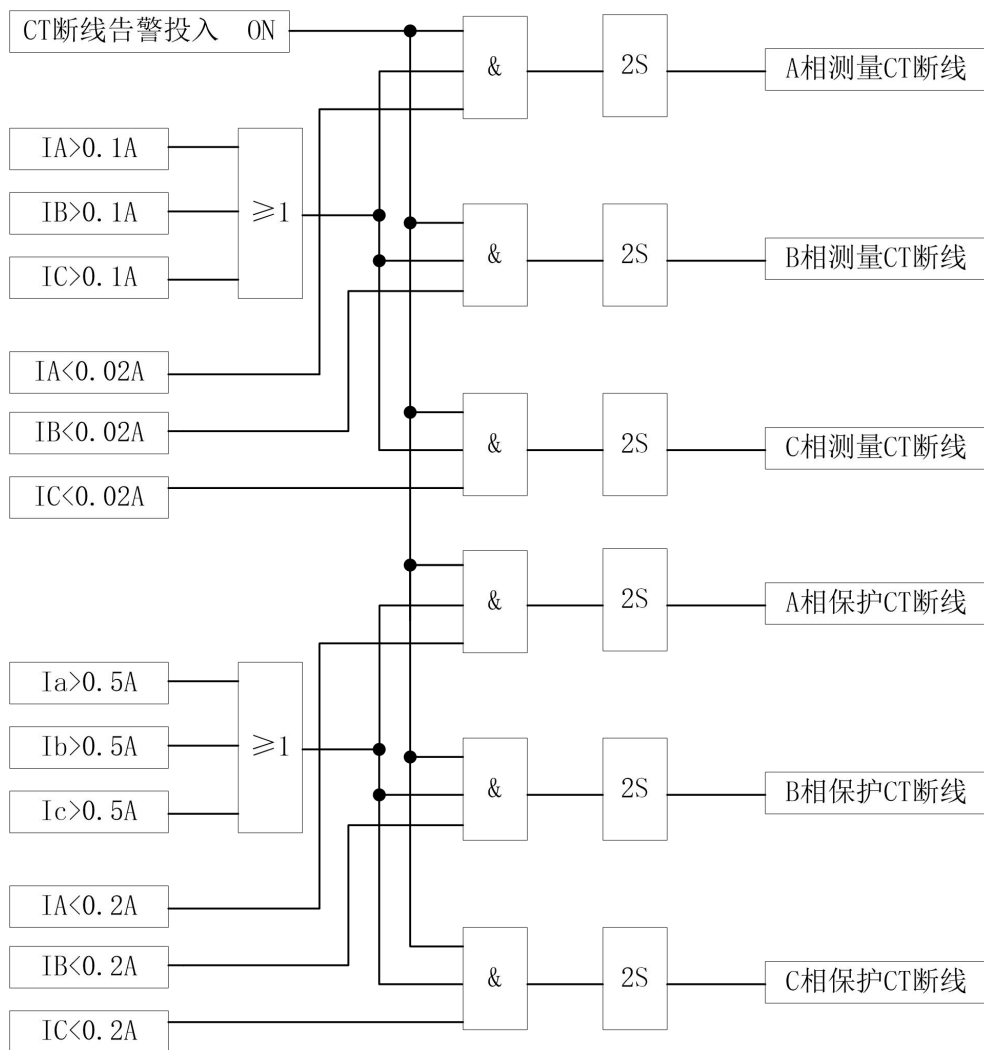 CT断线告警投入 ON
& 2S A相测量CT断线
IA>0.1A
IB>0.1A
≥1
IC>0.1A
& 2S B相测量CT断线
IA<0.02A
IB<0.02A
& 2S C相测量CT断线
IC<0.02A
& 2S A相保护CT断线
Ia>0.5A
Ib>0.5A
≥1
Ic>0.5A
& 2S B相保护CT断线
IA<0.2A
IB<0.2A
& 2S C相保护CT断线
IC<0.2A